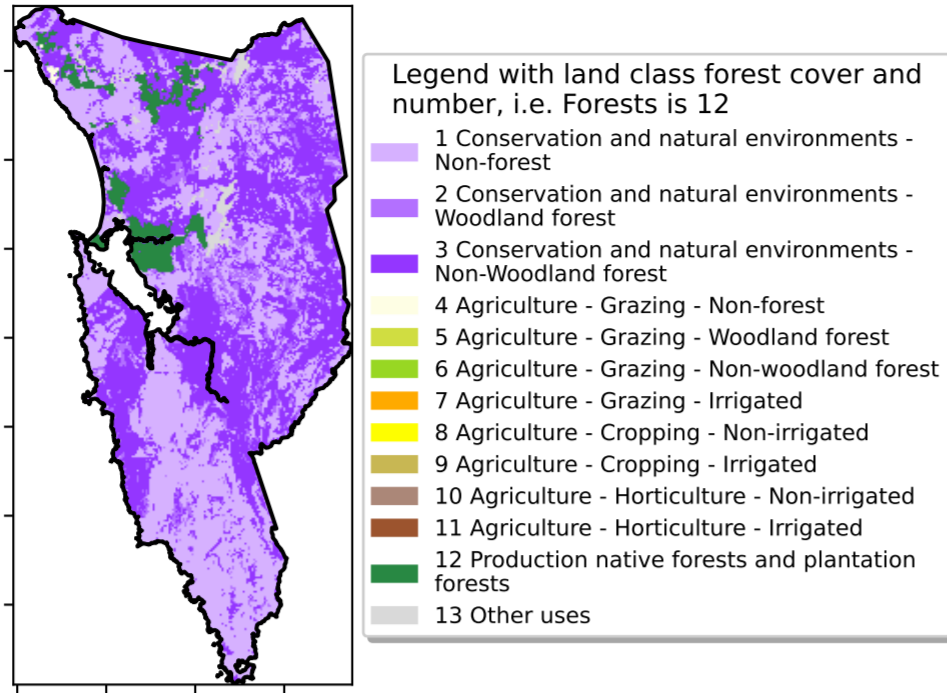 Legend with land class forest cover and
number, i.e. Forests is 12
1 Conservation and natural environments -
Non-forest
2 Conservation and natural environments -
Woodland forest
3 Conservation and natural environments -
Non-Woodland forest
4 Agriculture - Grazing - Non-forest
5 Agriculture - Grazing - Woodland forest
6 Agriculture - Grazing - Non-woodland forest
7 Agriculture - Grazing - Irrigated
8 Agriculture - Cropping - Non-irrigated
9 Agriculture - Cropping - Irrigated
10 Agriculture - Horticulture - Non-irrigated
11 Agriculture - Horticulture - Irrigated
12 Production native forests and plantation
forests
13 Other uses